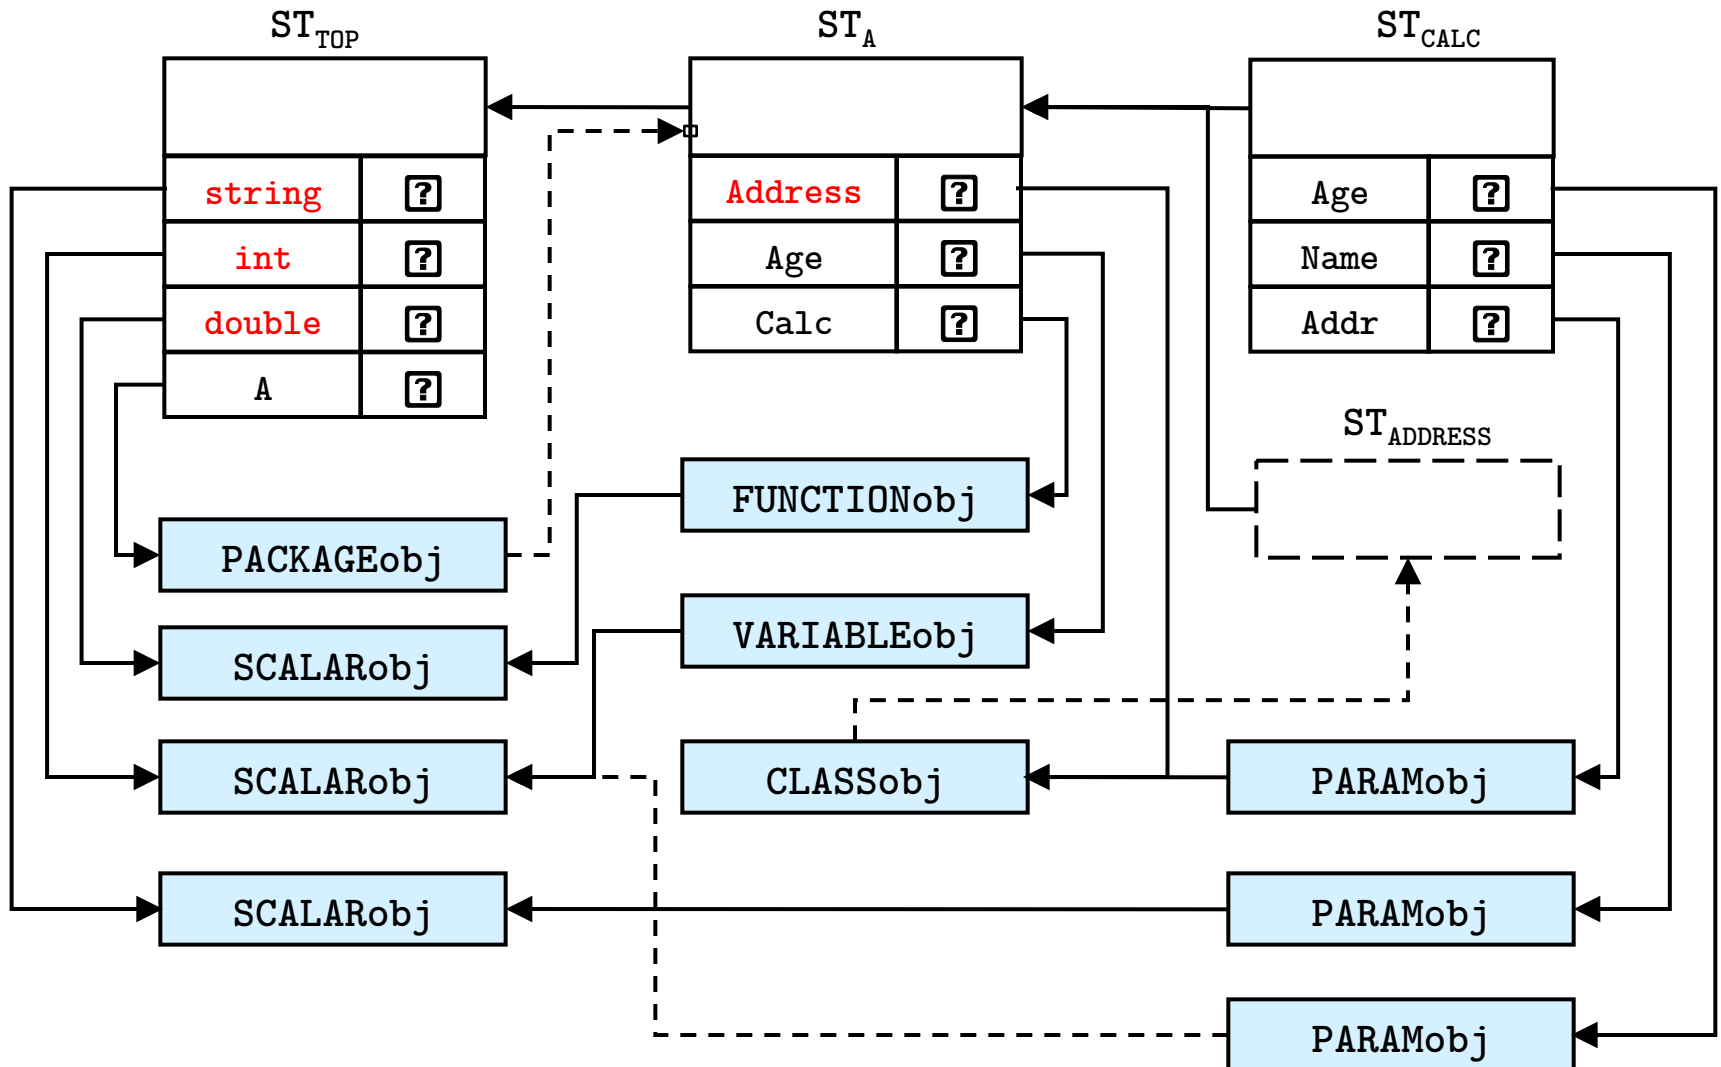 ST_TOP
string ?
int ?
double ?
A ?
ST_A
Address ?
Age ?
Calc ?
ST_CALC
Age ?
Name ?
Addr ?
ST_ADDRESS
FUNCTIONobj
PACKAGEobj
VARIABLEobj
SCALARobj
SCALARobj
CLASSobj
PARAMobj
SCALARobj
PARAMobj
PARAMobj